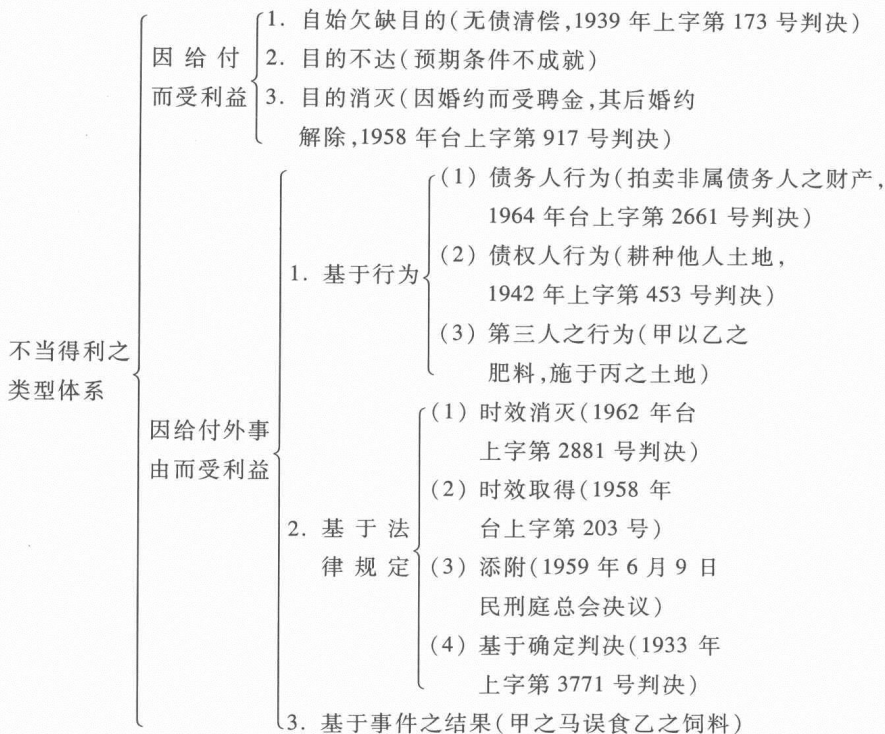 1. 自始欠缺目的(无债清偿,1939 年上字第 173 号判决)
因给付
而受利益
2. 目的不达(预期条件不成就)
3. 目的消灭(因婚约而受聘金,其后婚约
解除,1958 年台上字第 917 号判决)
不当得利之
类型体系
因给付外事
由而受利益
1. 基于行为
(1) 债务人行为(拍卖非属债务人之财产,
1964 年台上字第 2661 号判决)
(2) 债权人行为(耕种他人土地,
1942 年上字第 453 号判决)
(3) 第三人之行为(甲以乙之
肥料,施于丙之土地)
2. 基于法
律规定
(1) 时效消灭(1962 年台
上字第 2881 号判决)
(2) 时效取得(1958 年
台上字第 203 号)
(3) 添附(1959 年 6 月 9 日
民刑庭总会决议)
(4) 基于确定判决(1933 年
上字第 3771 号判决)
3. 基于事件之结果(甲之马误食乙之饲料)